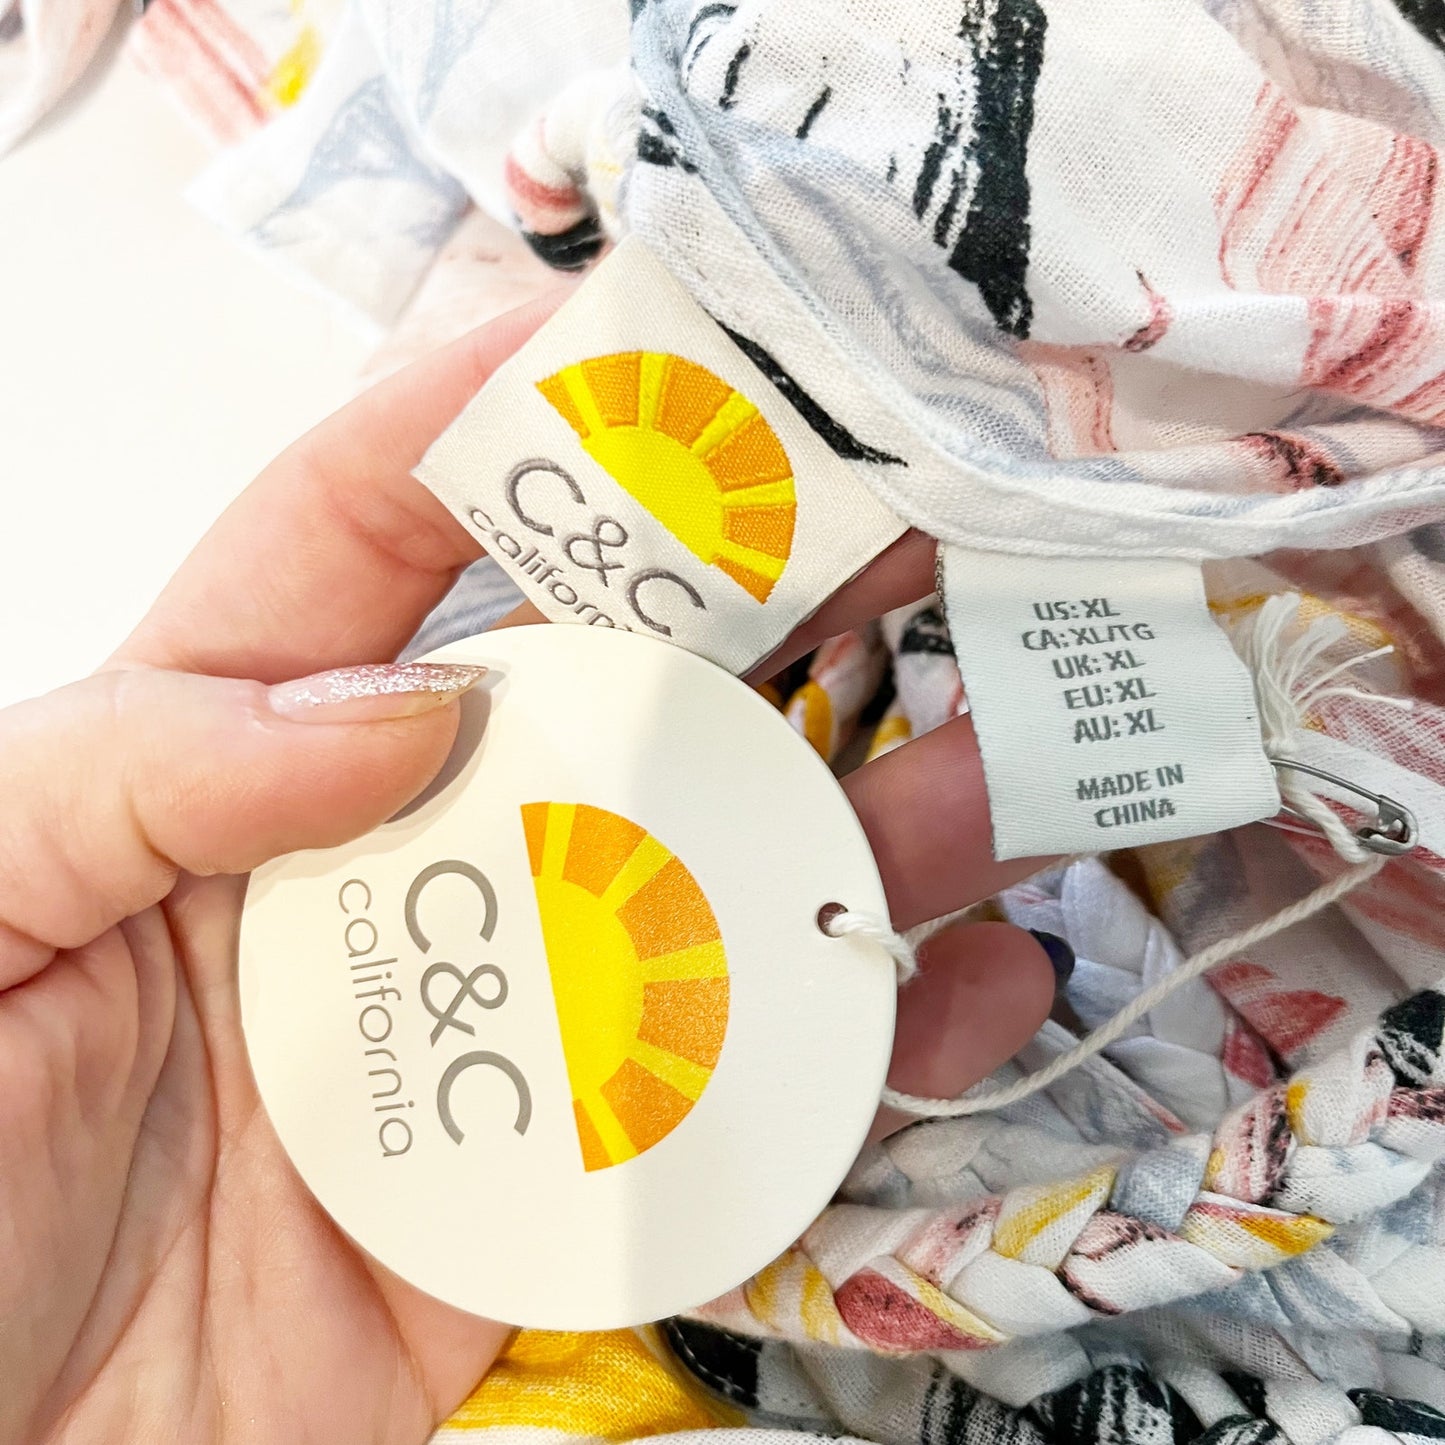 C&C
california
US: XL
CA: XL/TG
UK: XL
EU: XL
AU: XL
MADE IN
CHINA
C&C
california